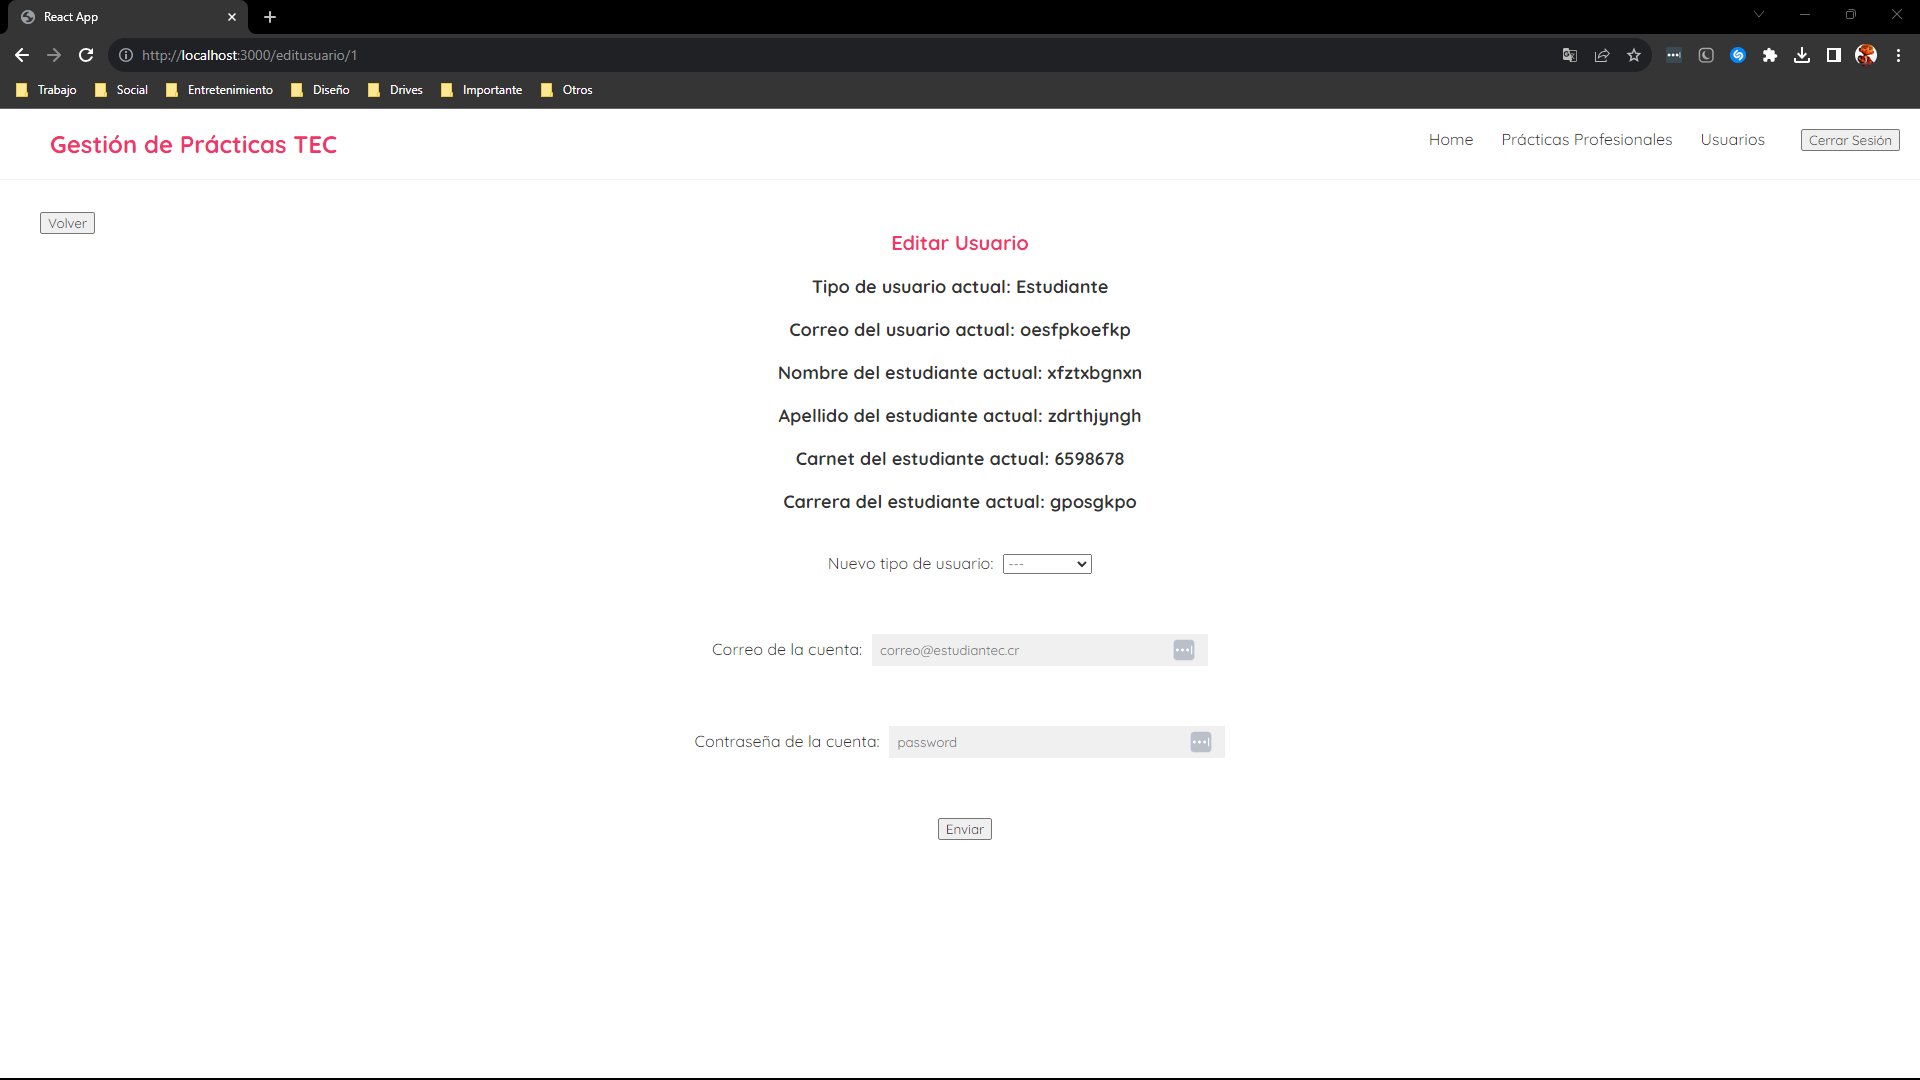 React App
http://localhost:3000/editusuario/1
Trabajo Social Entretenimiento Diseño Drives Importante Otros
Gestión de Prácticas TEC
Home Prácticas Profesionales Usuarios Cerrar Sesión
Volver
Editar Usuario
Tipo de usuario actual: Estudiante
Correo del usuario actual: oesfpkoefkp
Nombre del estudiante actual: xfztxbgnxn
Apellido del estudiante actual: zdrthjyngh
Carnet del estudiante actual: 6598678
Carrera del estudiante actual: gposgkpo
Nuevo tipo de usuario: ---
Correo de la cuenta: correo@estudiantec.cr
Contraseña de la cuenta: password
Enviar